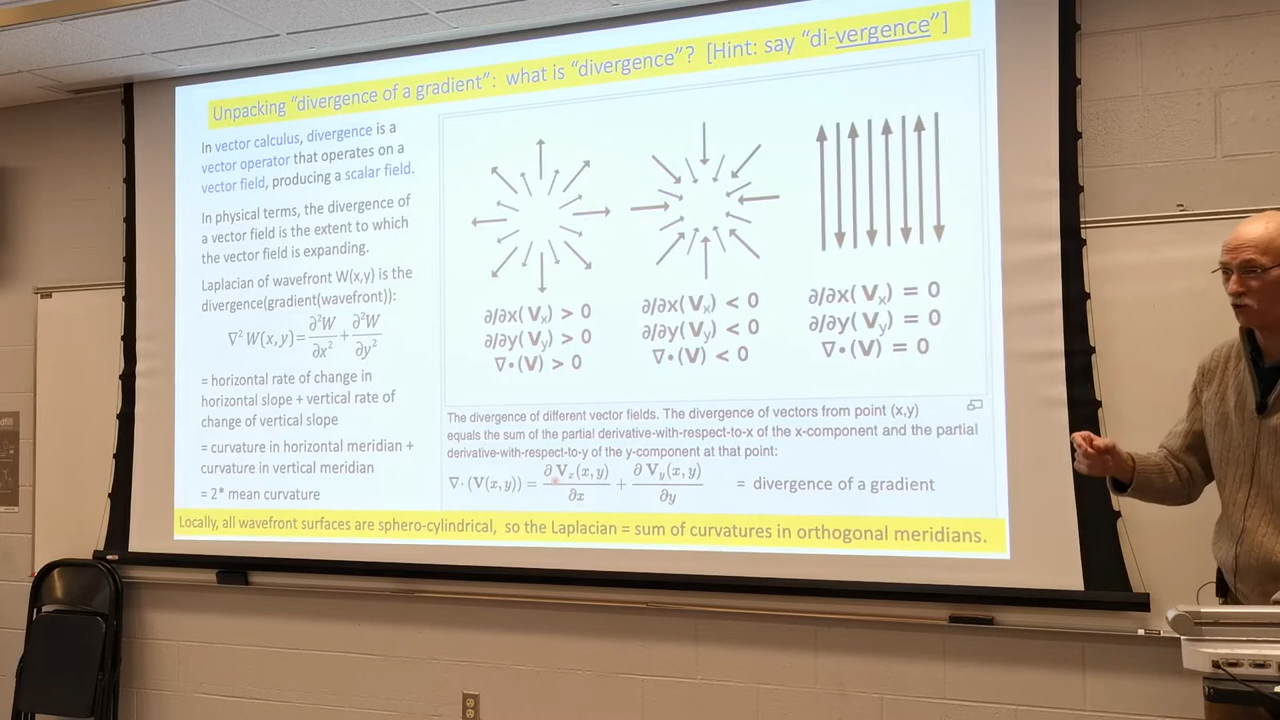 Unpacking "divergence of a gradient": what is "divergence"? [Hint: say "di-vergence"]
In vector calculus, divergence is a
vector operator that operates on a
vector field, producing a scalar field.
In physical terms, the divergence of
a vector field is the extent to which
the vector field is expanding.
Laplacian of wavefront W(x,y) is the
divergence(gradient(wavefront)):
∇² W(x,y)= ∂²W/∂x² + ∂²W/∂y²
= horizontal rate of change in
horizontal slope + vertical rate of
change of vertical slope
= curvature in horizontal meridian +
curvature in vertical meridian
= 2* mean curvature
∂/∂x(Vx) > 0
∂/∂y(Vy) > 0
∇•(V) > 0
∂/∂x(Vx) < 0
∂/∂y(Vy) < 0
∇•(V) < 0
∂/∂x(Vx) = 0
∂/∂y(Vy) = 0
∇•(V) = 0
The divergence of different vector fields. The divergence of vectors from point (x,y)
equals the sum of the partial derivative-with-respect-to-x of the x-component and the partial
derivative-with-respect-to-y of the y-component at that point:
∇· (V(x,y)) = ∂Vx(x,y)/∂x + ∂Vy(x,y)/∂y = divergence of a gradient
Locally, all wavefront surfaces are sphero-cylindrical, so the Laplacian = sum of curvatures in orthogonal meridians.